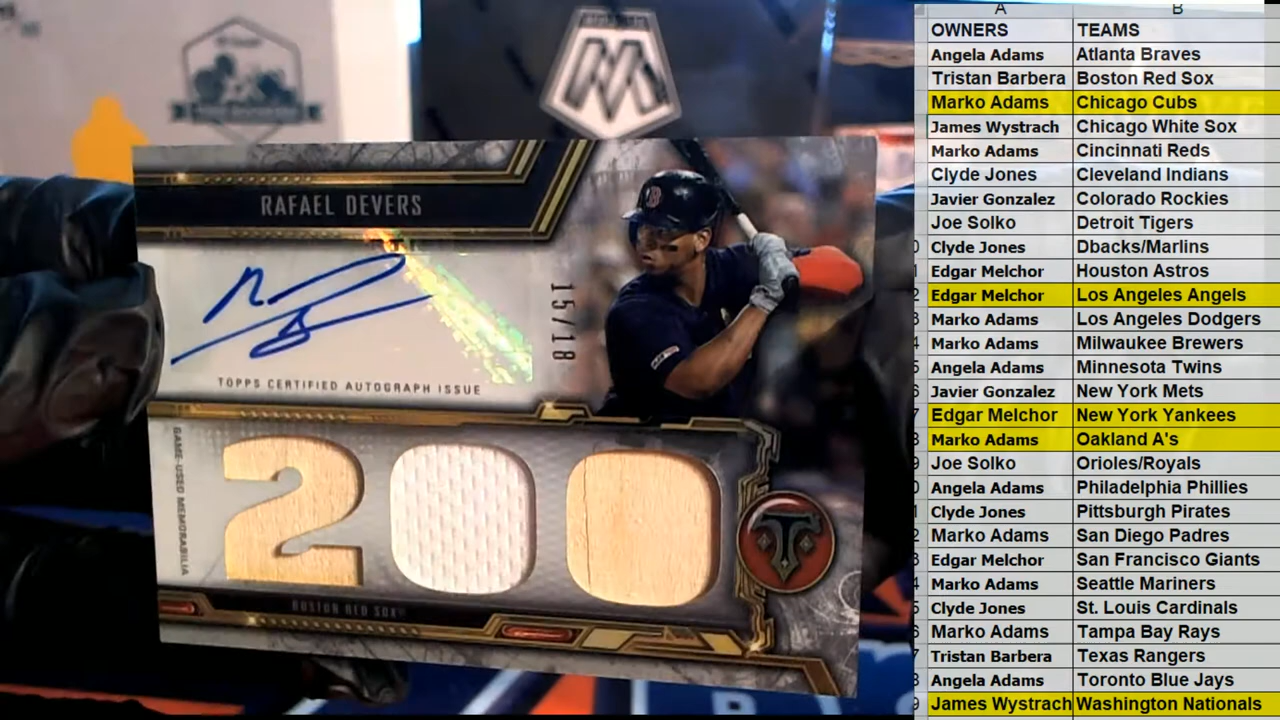 RAFAEL DEVERS
15/18
TOPPS CERTIFIED AUTOGRAPH ISSUE
GAME-USED MEMORABILIA
200
BOSTON RED SOX
A B
OWNERS TEAMS
Angela Adams Atlanta Braves
Tristan Barbera Boston Red Sox
Marko Adams Chicago Cubs
James Wystrach Chicago White Sox
Marko Adams Cincinnati Reds
Clyde Jones Cleveland Indians
Javier Gonzalez Colorado Rockies
Joe Solko Detroit Tigers
Clyde Jones Dbacks/Marlins
Edgar Melchor Houston Astros
Edgar Melchor Los Angeles Angels
Marko Adams Los Angeles Dodgers
Marko Adams Milwaukee Brewers
Angela Adams Minnesota Twins
Javier Gonzalez New York Mets
Edgar Melchor New York Yankees
Marko Adams Oakland A's
Joe Solko Orioles/Royals
Angela Adams Philadelphia Phillies
Clyde Jones Pittsburgh Pirates
Marko Adams San Diego Padres
Edgar Melchor San Francisco Giants
Marko Adams Seattle Mariners
Clyde Jones St. Louis Cardinals
Marko Adams Tampa Bay Rays
Tristan Barbera Texas Rangers
Angela Adams Toronto Blue Jays
James Wystrach Washington Nationals